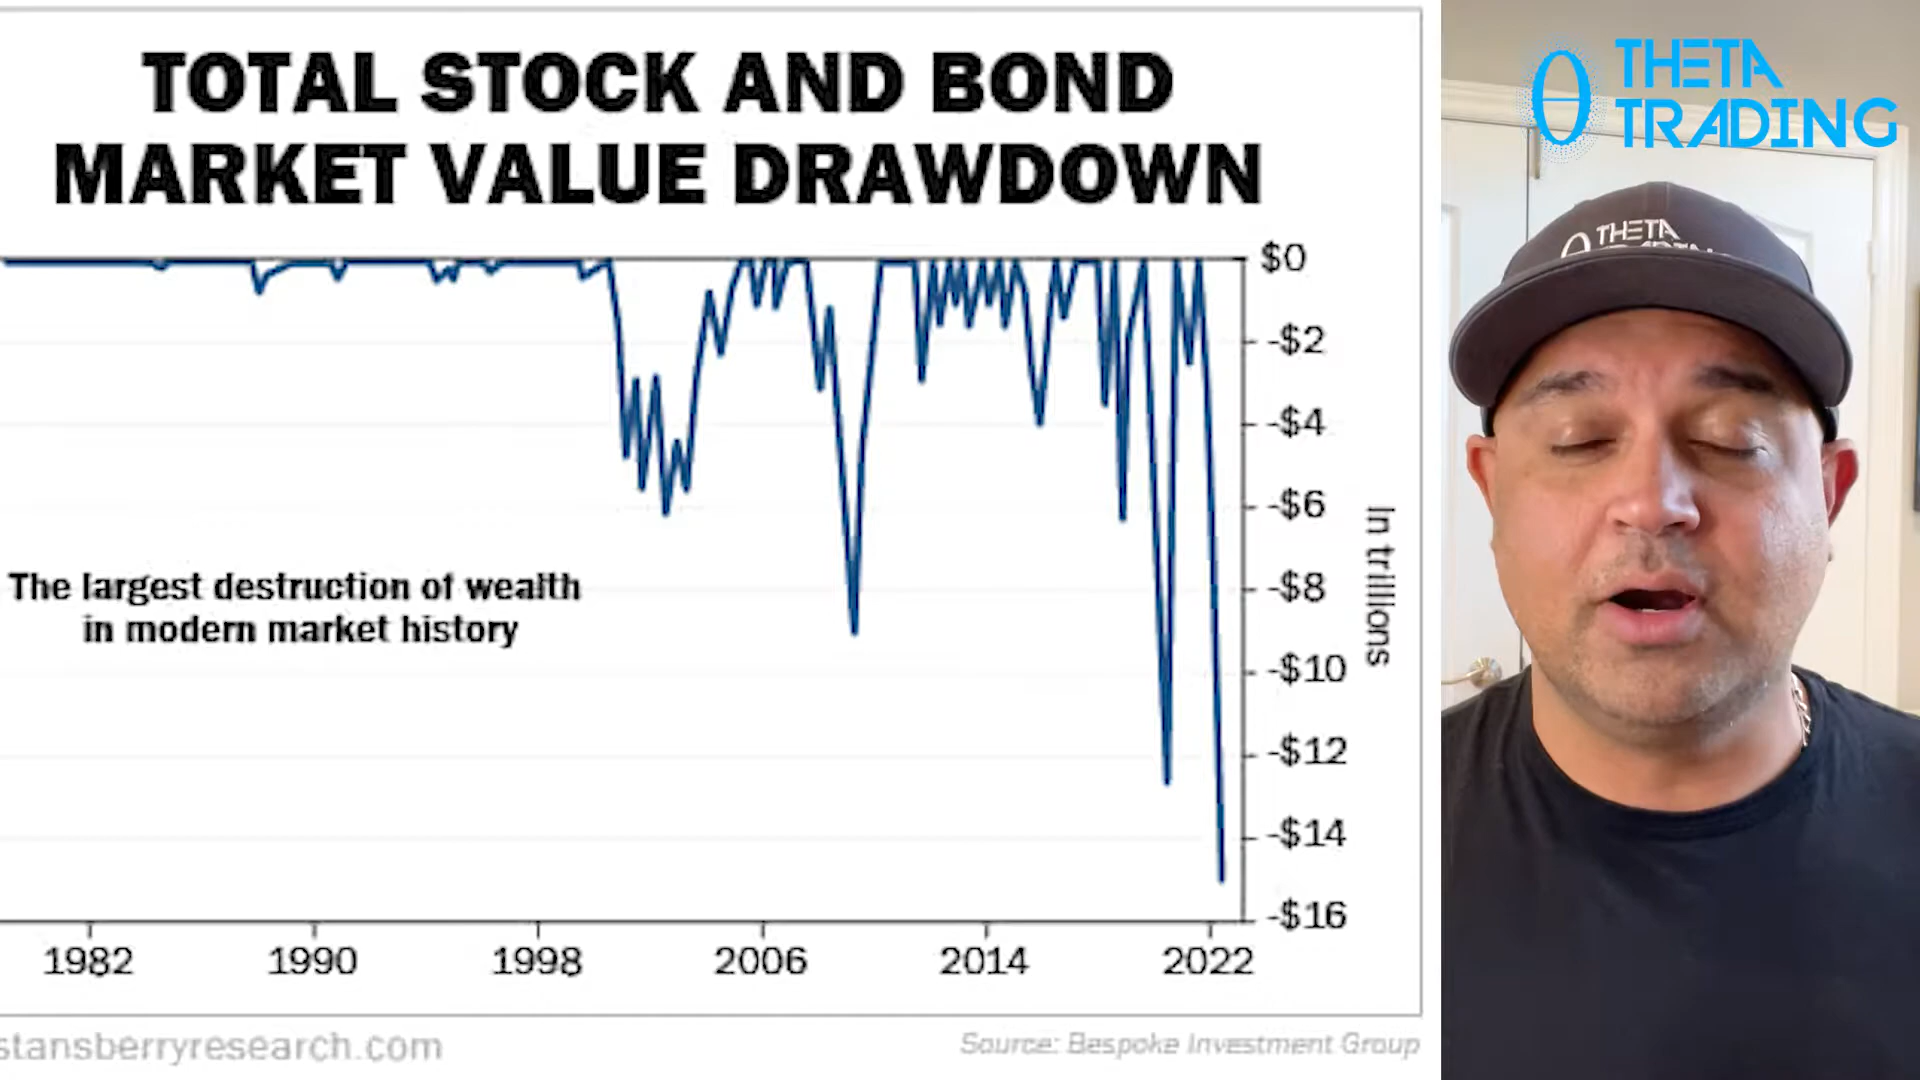 TOTAL STOCK AND BOND
MARKET VALUE DRAWDOWN
$0
-$2
-$4
-$6
-$8
-$10
-$12
-$14
-$16
In trillions
The largest destruction of wealth
in modern market history
1982 1990 1998 2006 2014 2022
stansberryresearch.com
Source: Bespoke Investment Group
THETA
TRADING
THETA